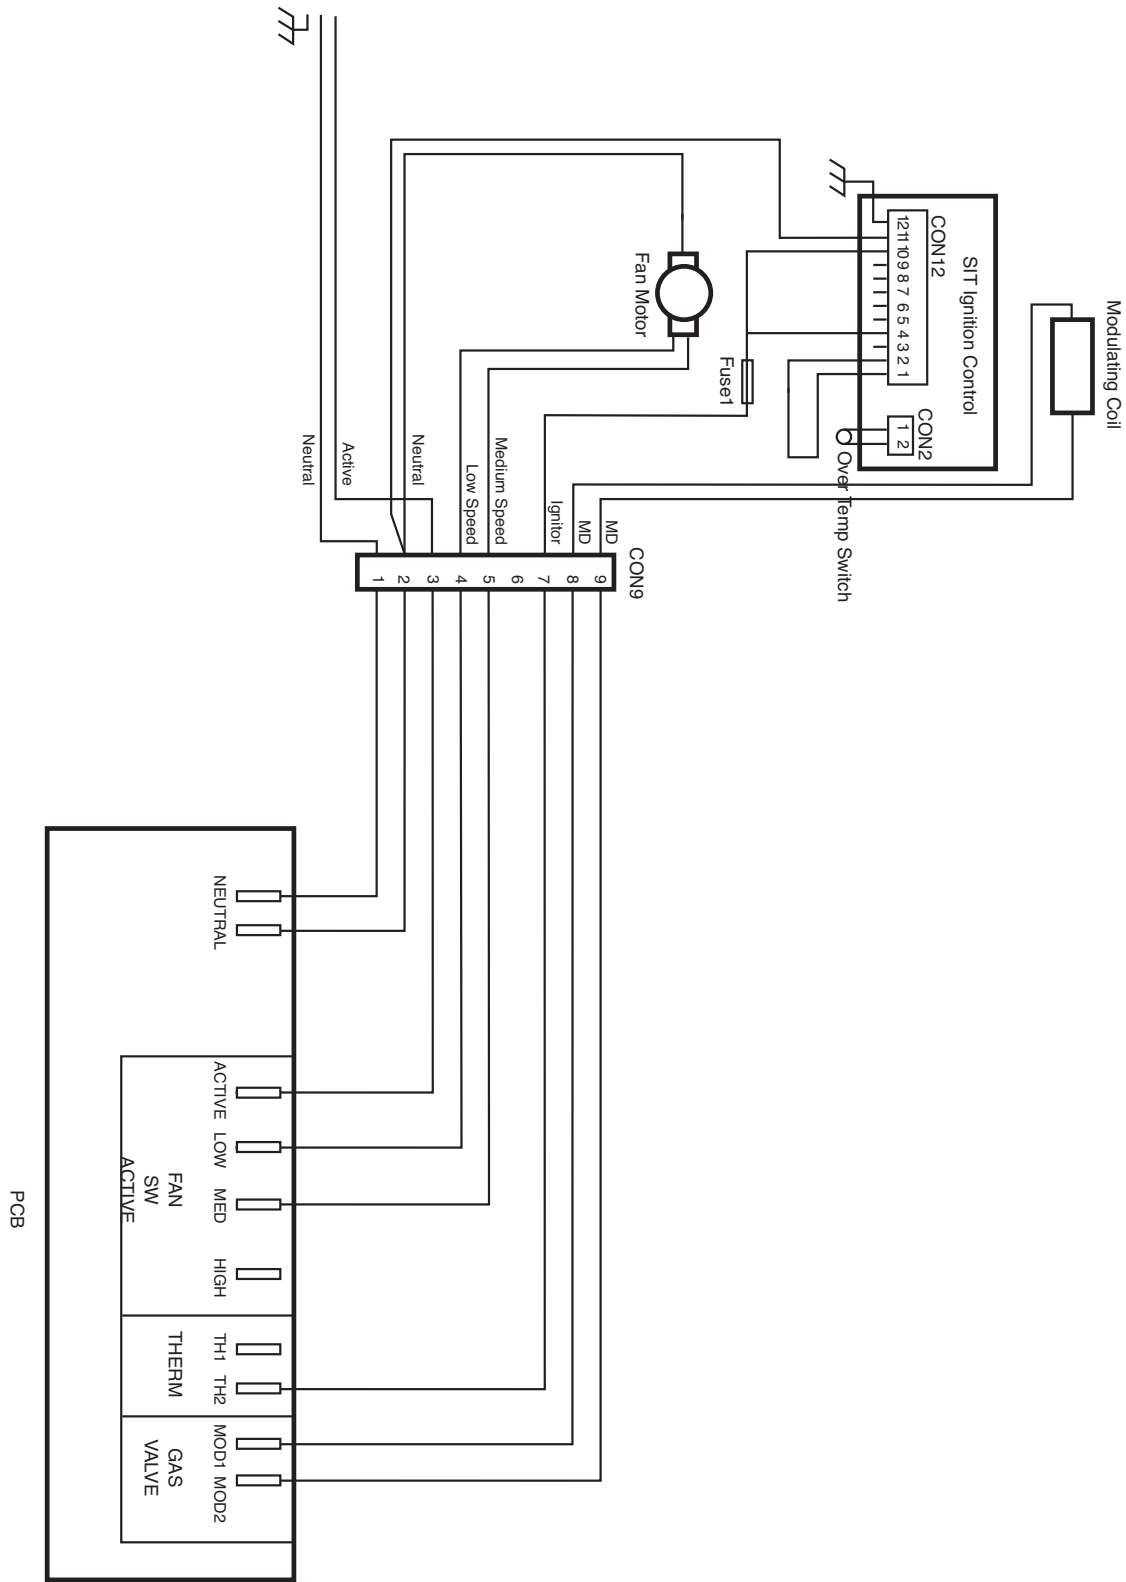 Modulating Coil
SIT Ignition Control
CON12
12 11 10 9 8 7 6 5 4 3 2 1
CON2
1 2
Over Temp Switch
Fuse1
Fan Motor
CON9
MD
MD
Ignitor
Medium Speed
Low Speed
Neutral
Active
Neutral
1 2 3 4 5 6 7 8 9
NEUTRAL
ACTIVE
LOW
MED
HIGH
FAN
SW
ACTIVE
TH1
TH2
THERM
MOD1
MOD2
GAS
VALVE
PCB